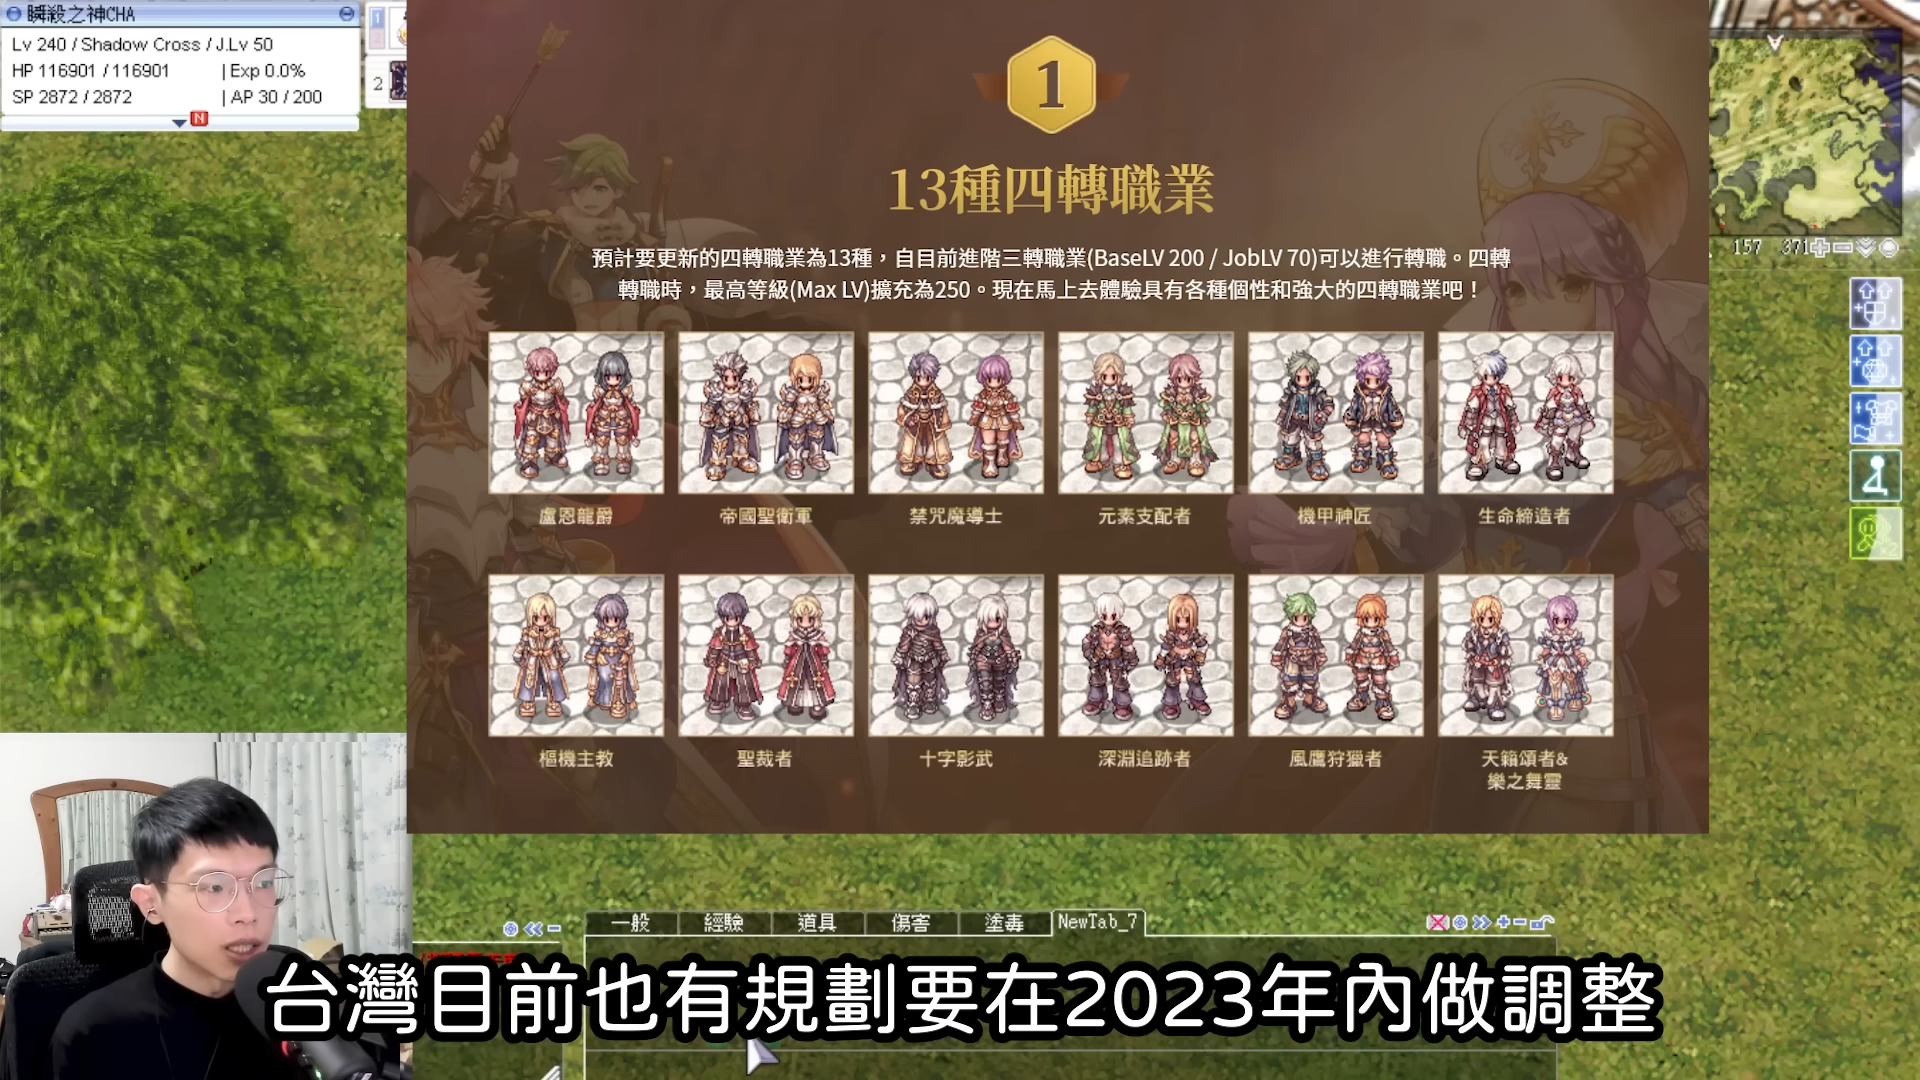 瞬殺之神CHA
Lv 240 / Shadow Cross / J.Lv 50
HP 116901 / 116901 | Exp 0.0%
SP 2872 / 2872 | AP 30 / 200
N
1
2
1
13種四轉職業
預計要更新的四轉職業為13種，自目前進階三轉職業(BaseLV 200 / JobLV 70)可以進行轉職。四轉
轉職時，最高等級(Max LV)擴充為250。現在馬上去體驗具有各種個性和強大的四轉職業吧！
盧恩龍爵 帝國聖衛軍 禁咒魔導士 元素支配者 機甲神匠 生命締造者
樞機主教 聖裁者 十字影武 深淵追跡者 風鷹狩獵者 天籟頌者&
樂之舞靈
157 371
一般 經驗 道具 傷害 塗毒 NewTab_7
台灣目前也有規劃要在2023年內做調整